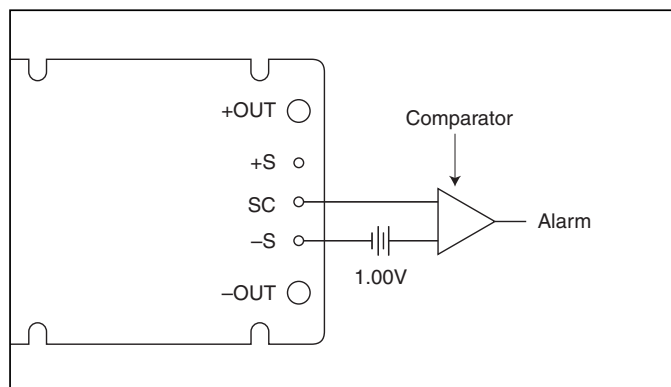 +OUT
Comparator
+S
SC
Alarm
–S
1.00V
–OUT